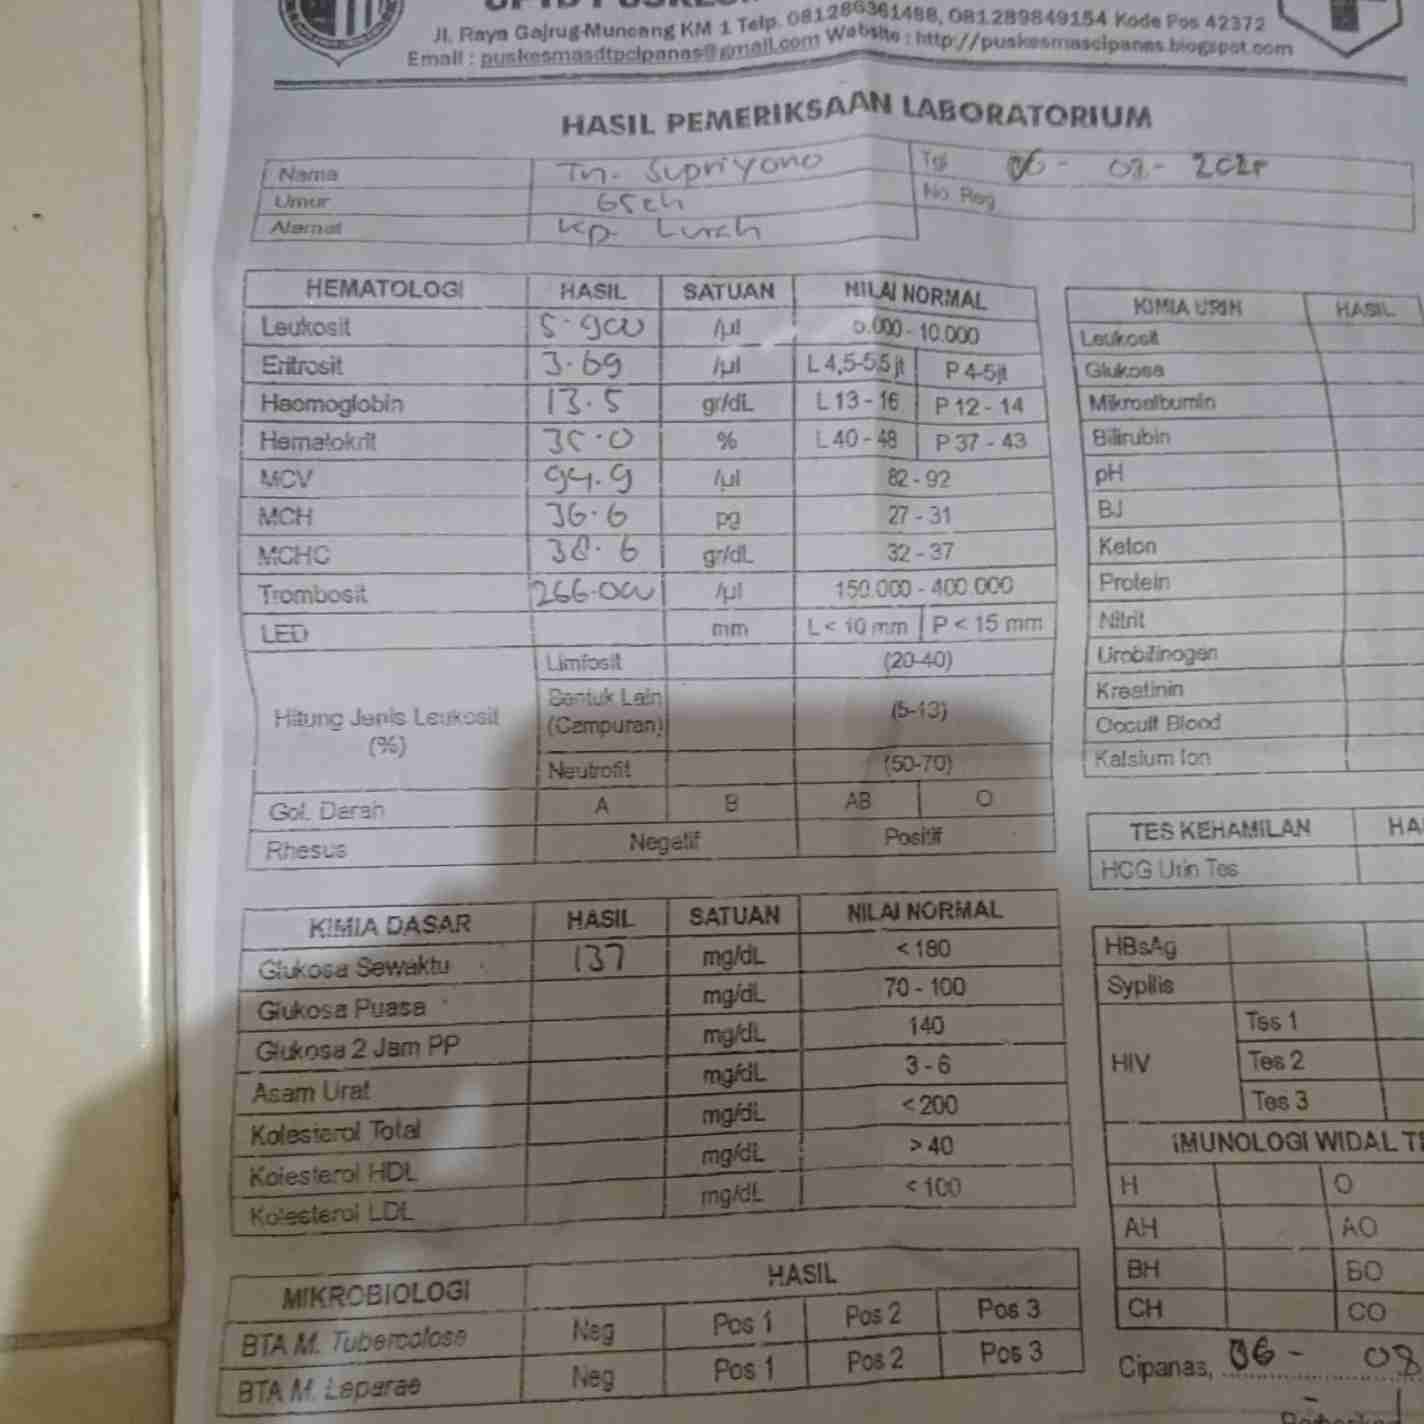 Jl. Raya Gajrug-Muncang KM 1 Telp. 081286361488, 081289849154 Kode Pos 42372
Email : puskesmasdtpcipanas@gmail.com Website : http://puskesmascipanas.blogspot.com
HASIL PEMERIKSAAN LABORATORIUM
Nama Tn. Supriyono Tgl 06 -
Umur 65th No. Reg
Alamat Kp. Lurah
HEMATOLOGI HASIL SATUAN NILAI NORMAL
Leukosit 5.900 /µl 5.000 - 10.000
Eritrosit 3.69 /µl L 4,5-5,5 jt P 4-5jt
Haemoglobin 13.5 gr/dL L 13 - 16 P 12 - 14
Hematokrit 35.0 % L 40 - 48 P 37 - 43
MCV 94.9 /µl 82 - 92
MCH 36.6 pg 27 - 31
MCHC 38.6 gr/dL 32 - 37
Trombosit 266.000 /µl 150.000 - 400.000
LED mm L < 10 mm P < 15 mm
Hitung Jenis Leukosit (%)
Limfosit (20-40)
Bentuk Lain (Campuran) (5-13)
Neutrofil (50-70)
Gol. Darah A B AB O
Rhesus Negatif Positif
KIMIA URIN HASIL
Leukosit
Glukosa
Mikroalbumin
Bilirubin
pH
BJ
Keton
Protein
Nitrit
Urobilinogen
Kreatinin
Occult Blood
Kalsium Ion
TES KEHAMILAN HA
HCG Urin Tes
KIMIA DASAR HASIL SATUAN NILAI NORMAL
Glukosa Sewaktu 137 mg/dL < 180
Glukosa Puasa mg/dL 70 - 100
Glukosa 2 Jam PP mg/dL 140
Asam Urat mg/dL 3 - 6
Kolesterol Total mg/dL < 200
Kolesterol HDL mg/dL > 40
Kolesterol LDL mg/dL < 100
HBsAg
Sypilis
HIV
Tes 1
Tes 2
Tes 3
IMUNOLOGI WIDAL
H O
AH AO
BH BO
CH CO
MIKROBIOLOGI HASIL
BTA M. Tubercolose Neg Pos 1 Pos 2 Pos 3
BTA M. Leparae Neg Pos 1 Pos 2 Pos 3
Cipanas, 06 - 08